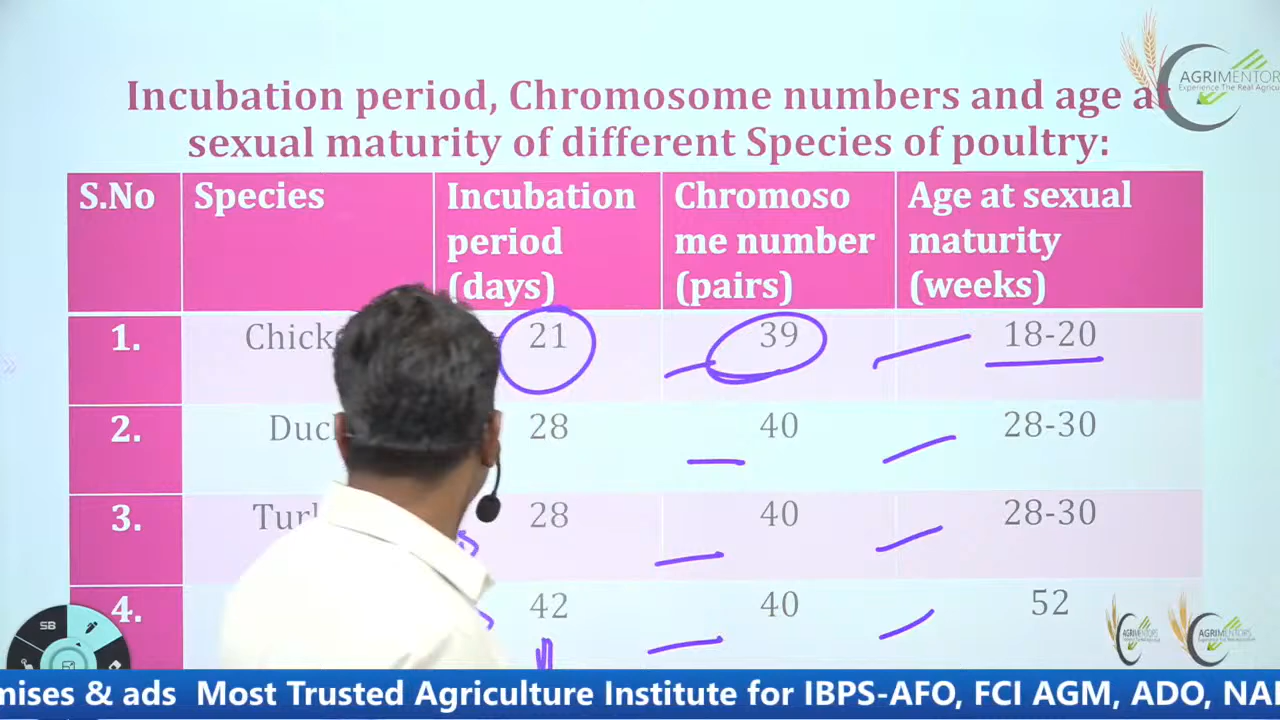 Incubation period, Chromosome numbers and age at
sexual maturity of different Species of poultry:
AGRIMENTORS
Experience The Real Agricu
S.No Species Incubation period (days) Chromoso me number (pairs) Age at sexual maturity (weeks)
1. Chick 21 39 18-20
2. Duc 28 40 28-30
3. Tur 28 40 28-30
4. 42 40 52
SB
AGRIMENTORS
AGRIMENTORS
mises & ads Most Trusted Agriculture Institute for IBPS-AFO, FCI AGM, ADO, NA